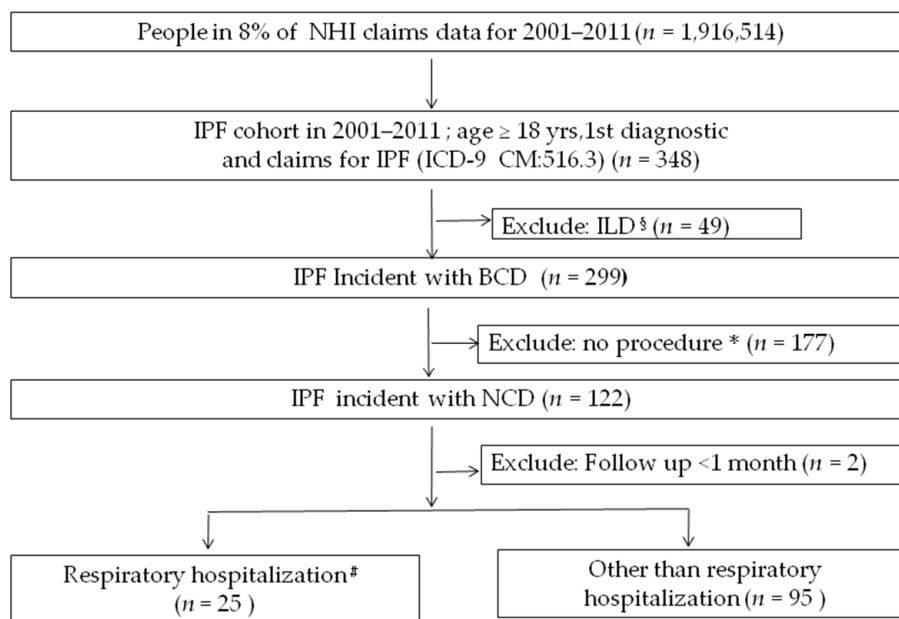 People in 8% of NHI claims data for 2001–2011 (n = 1,916,514)
IPF cohort in 2001–2011 ; age ≥ 18 yrs,1st diagnostic
and claims for IPF (ICD-9 CM:516.3) (n = 348)
Exclude: ILD § (n = 49)
IPF Incident with BCD (n = 299)
Exclude: no procedure * (n = 177)
IPF incident with NCD (n = 122)
Exclude: Follow up <1 month (n = 2)
Respiratory hospitalization#
(n = 25 )
Other than respiratory
hospitalization (n = 95 )